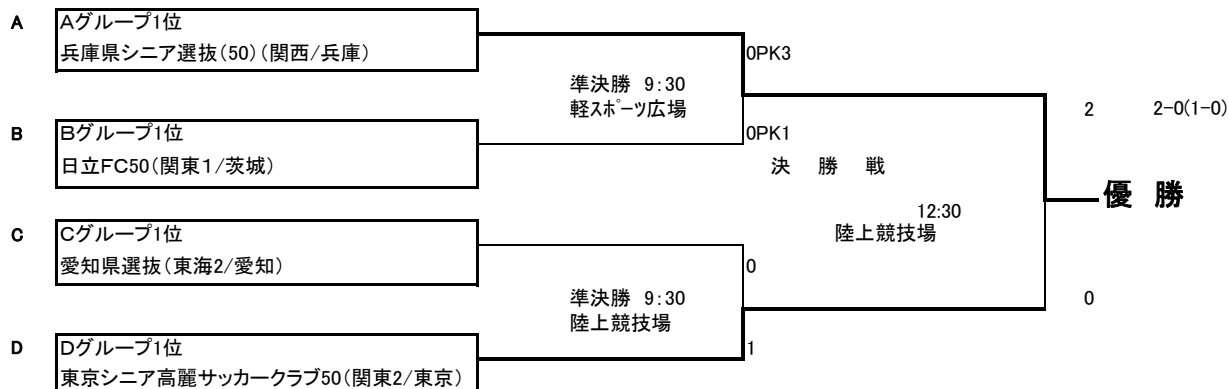 A
Aグループ1位
兵庫県シニア選抜(50)(関西/兵庫)
0PK3
準決勝 9:30
軽スポーツ広場
2 2-0(1-0)
B
Bグループ1位
0PK1
日立FC50(関東1/茨城)
決 勝 戦
優 勝
12:30
陸上競技場
C
Cグループ1位
愛知県選抜(東海2/愛知)
0
準決勝 9:30
陸上競技場
0
D
Dグループ1位
1
東京シニア高麗サッカークラブ50(関東2/東京)